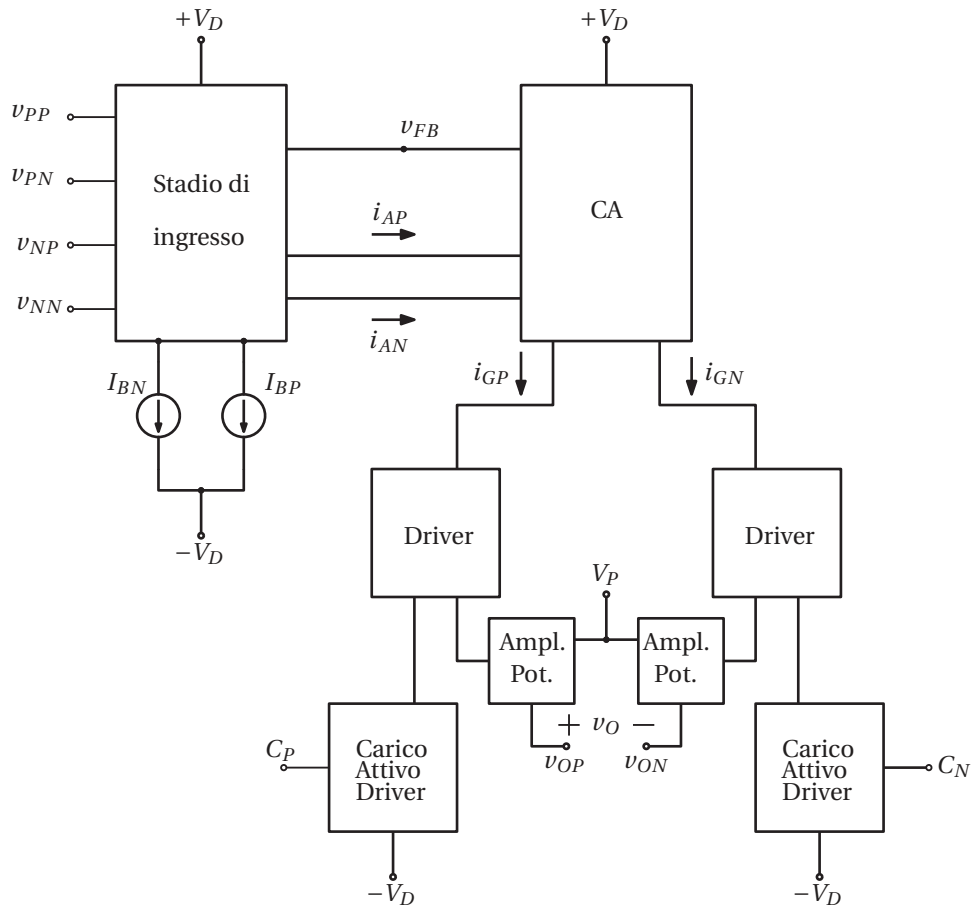 +V_D
+V_D
v_PP
v_FB
v_PN
Stadio di
ingresso
CA
i_AP
v_NP
v_NN
i_AN
i_GP
i_GN
I_BN
I_BP
Driver
Driver
−V_D
V_P
Ampl.
Pot.
Ampl.
Pot.
+ v_O −
v_OP
v_ON
C_P
Carico
Attivo
Driver
Carico
Attivo
Driver
C_N
−V_D
−V_D